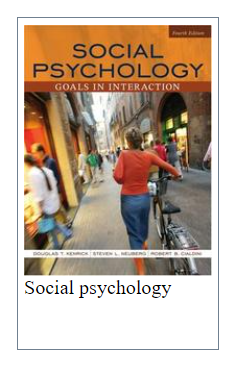 Fourth Edition
SOCIAL
PSYCHOLOGY
GOALS IN INTERACTION
DOUGLAS T. KENRICK | STEVEN L. NEUBERG | ROBERT B. CIALDINI
Social psychology